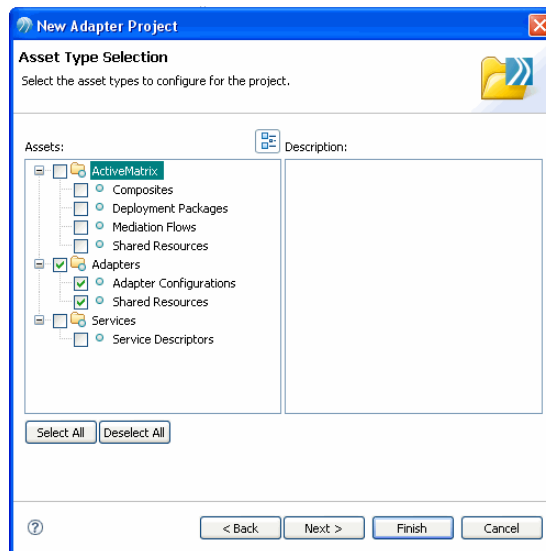 New Adapter Project
Asset Type Selection
Select the asset types to configure for the project.
Assets:
Description:
ActiveMatrix
Composites
Deployment Packages
Mediation Flows
Shared Resources
Adapters
Adapter Configurations
Shared Resources
Services
Service Descriptors
Select All Deselect All
? < Back Next > Finish Cancel